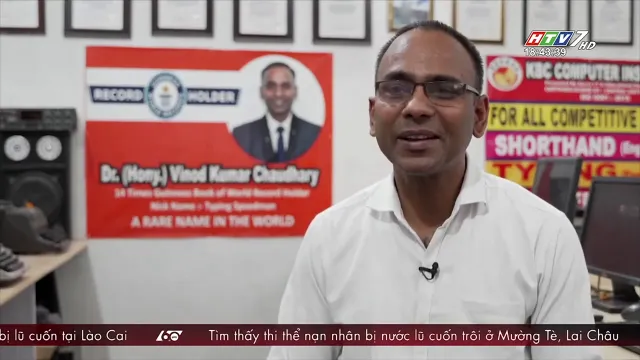 HTV7 HD
18:43:39
RECORD HOLDER
Dr. (Hony.) Vinod Kumar Chaudhary
14 Times Guinness Book of World Record Holder
Nick Name :- Typing Speedman
A RARE NAME IN THE WORLD
KBC COMPUTER INS
FOR ALL COMPETITIVE
SHORTHAND (Eng
TYPING
bị lũ cuốn tại Lào Cai 60 Tìm thấy thi thể nạn nhân bị nước lũ cuốn trôi ở Mường Tè, Lai Châu